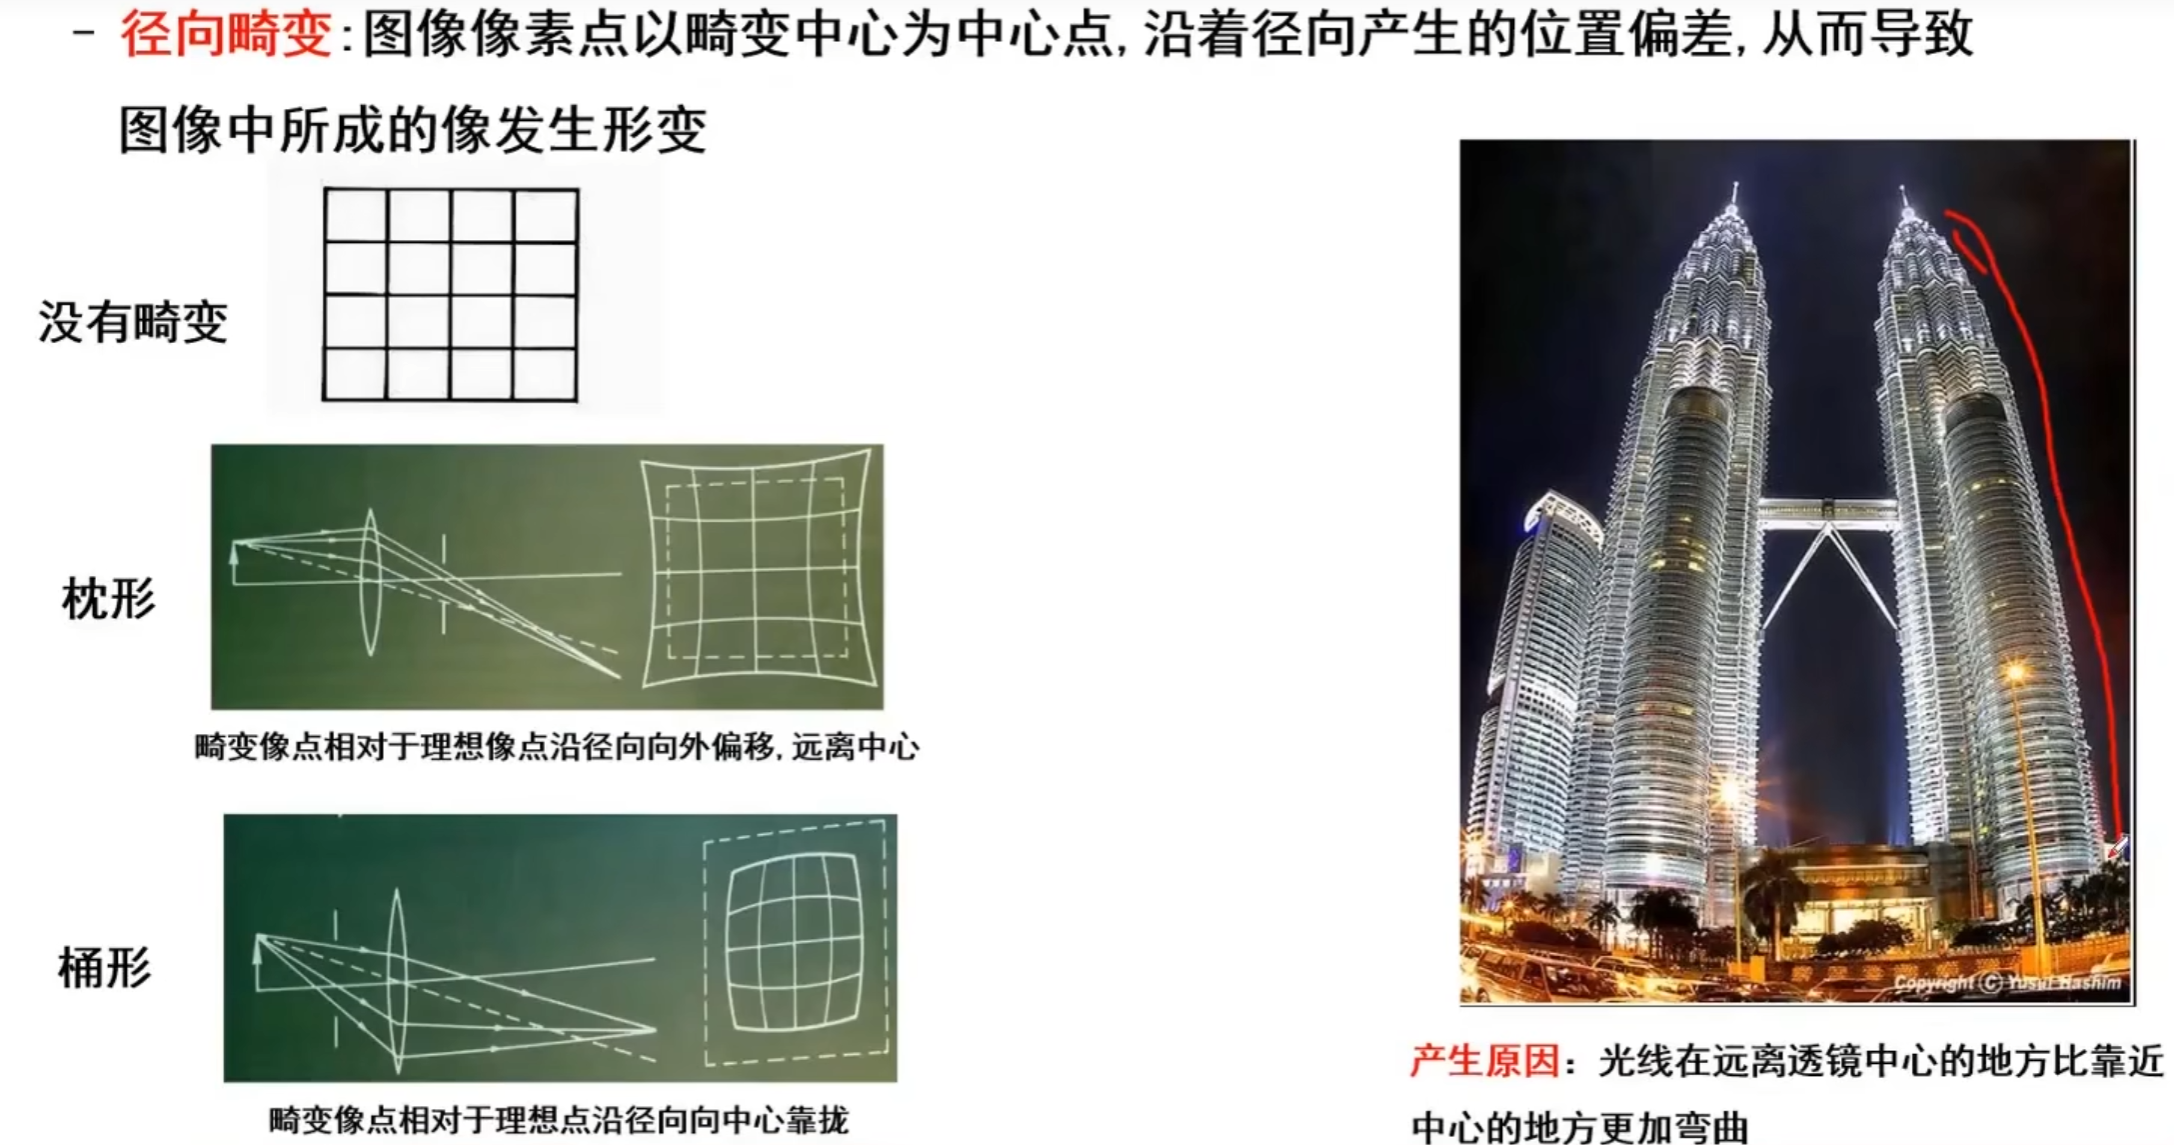 - 径向畸变:图像像素点以畸变中心为中心点,沿着径向产生的位置偏差,从而导致
图像中所成的像发生形变
没有畸变
枕形
畸变像点相对于理想像点沿径向向外偏移,远离中心
桶形
畸变像点相对于理想点沿径向向中心靠拢
Copyright (C) Yusuf Hashim
产生原因：光线在远离透镜中心的地方比靠近
中心的地方更加弯曲